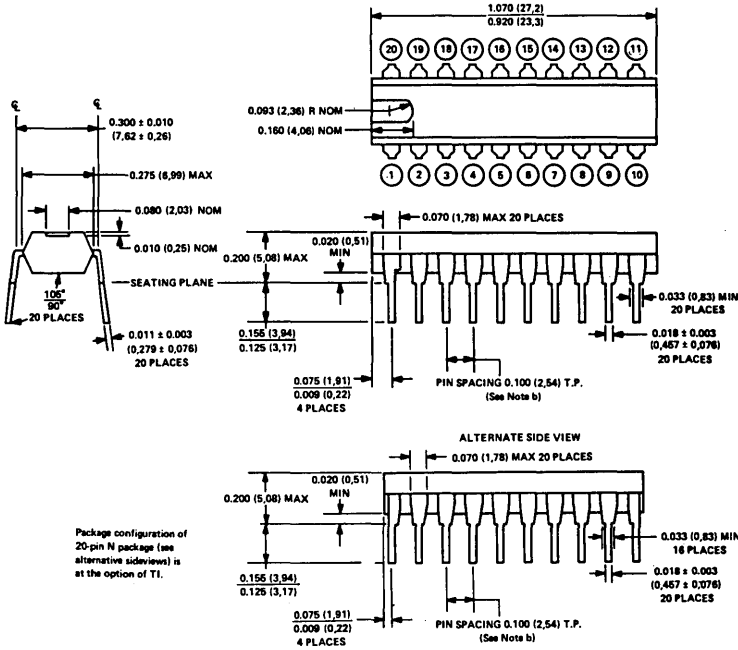 1.070 (27,2)
0.920 (23,3)
20 19 18 17 16 15 14 13 12 11
0.093 (2,36) R NOM
0.160 (4,06) NOM
1 2 3 4 5 6 7 8 9 10
℄ ℄
0.300 ± 0.010
(7,62 ± 0,26)
0.275 (6,99) MAX
0.080 (2,03) NOM
0.010 (0,25) NOM
SEATING PLANE
105°
90°
20 PLACES
0.011 ± 0.003
(0,279 ± 0,076)
20 PLACES
0.070 (1,78) MAX 20 PLACES
0.020 (0,51)
MIN
0.200 (5,08) MAX
0.155 (3,94)
0.125 (3,17)
0.033 (0,83) MIN
20 PLACES
0.018 ± 0.003
(0,457 ± 0,076)
20 PLACES
0.075 (1,91)
0.009 (0,22)
4 PLACES
PIN SPACING 0.100 (2,54) T.P.
(See Note b)
ALTERNATE SIDE VIEW
0.070 (1,78) MAX 20 PLACES
0.020 (0,51)
MIN
0.200 (5,08) MAX
0.155 (3,94)
0.125 (3,17)
0.033 (0,83) MIN
16 PLACES
0.018 ± 0.003
(0,457 ± 0,076)
20 PLACES
0.075 (1,91)
0.009 (0,22)
4 PLACES
PIN SPACING 0.100 (2,54) T.P.
(See Note b)
Package configuration of
20-pin N package (see
alternative sideviews) is
at the option of TI.